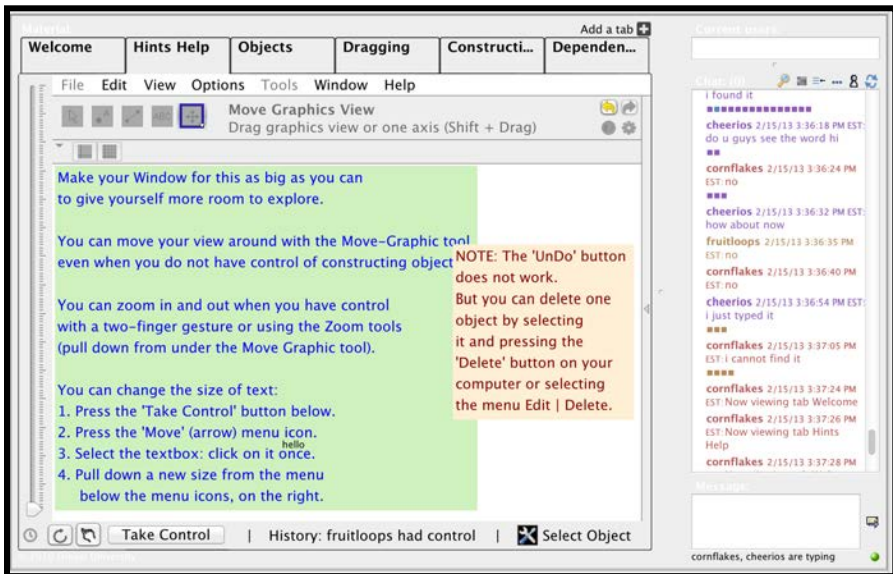 Material:
Add a tab
Welcome
Hints Help
Objects
Dragging
Constructi...
Dependen...
File Edit View Options Tools Window Help
ABC
Move Graphics View
Drag graphics view or one axis (Shift + Drag)
Make your Window for this as big as you can
to give yourself more room to explore.
You can move your view around with the Move-Graphic tool
even when you do not have control of constructing object
You can zoom in and out when you have control
with a two-finger gesture or using the Zoom tools
(pull down from under the Move Graphic tool).
You can change the size of text:
1. Press the 'Take Control' button below.
2. Press the 'Move' (arrow) menu icon.
hello
3. Select the textbox: click on it once.
4. Pull down a new size from the menu
below the menu icons, on the right.
NOTE: The 'UnDo' button
does not work.
But you can delete one
object by selecting
it and pressing the
'Delete' button on your
computer or selecting
the menu Edit | Delete.
Take Control | History: fruitloops had control | Select Object
Current users:
i found it
cheerios 2/15/13 3:36:18 PM EST:
do u guys see the word hi
cornflakes 2/15/13 3:36:24 PM
EST: no
cheerios 2/15/13 3:36:32 PM EST:
how about now
fruitloops 2/15/13 3:36:35 PM
EST: no
cornflakes 2/15/13 3:36:40 PM
EST: no
cheerios 2/15/13 3:36:54 PM EST:
i just typed it
cornflakes 2/15/13 3:37:05 PM
EST: i cannot find it
cornflakes 2/15/13 3:37:24 PM
EST: Now viewing tab Welcome
cornflakes 2/15/13 3:37:26 PM
EST: Now viewing tab Hints
Help
cornflakes 2/15/13 3:37:28 PM
Message:
cornflakes, cheerios are typing